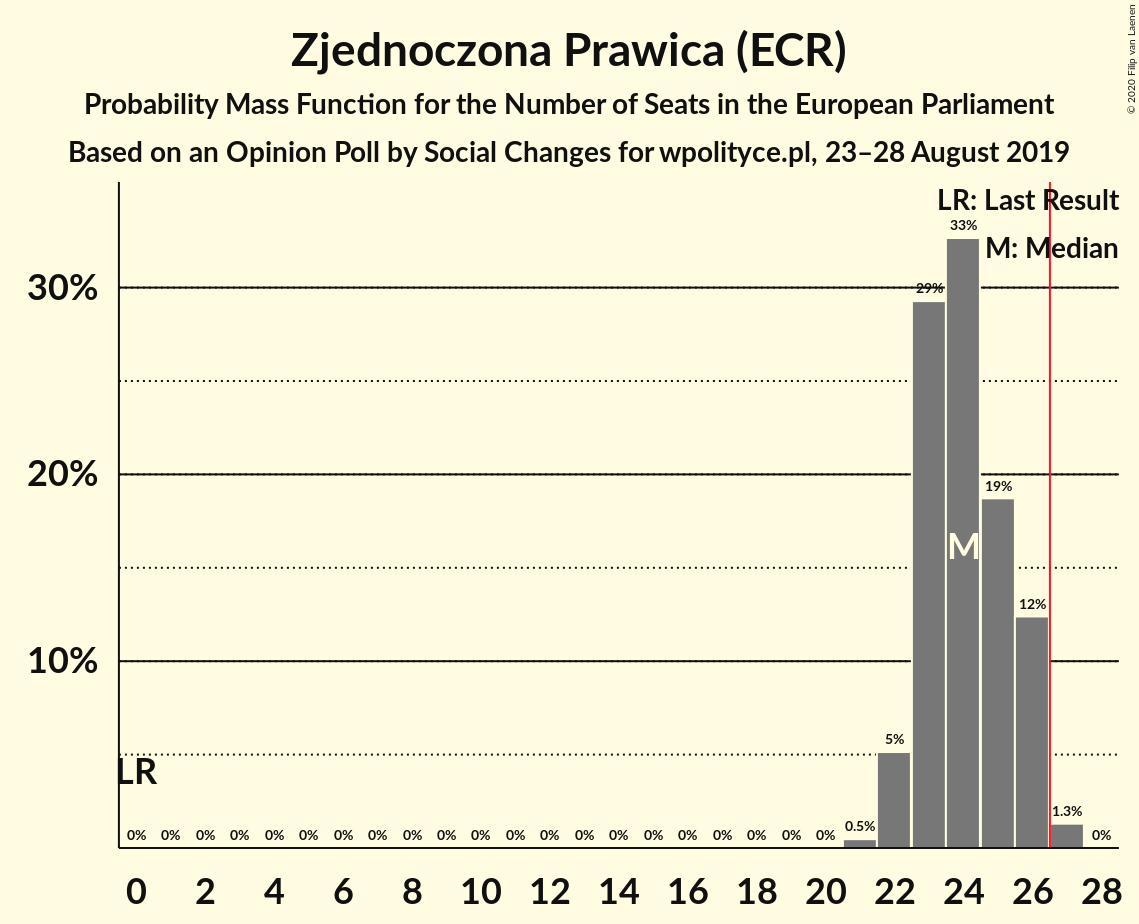 Zjednoczona Prawica (ECR)
Probability Mass Function for the Number of Seats in the European Parliament
Based on an Opinion Poll by Social Changes for wpolityce.pl, 23–28 August 2019
© 2020 Filip van Laenen
LR: Last Result
M: Median
33%
30%
29%
20%
19%
M
12%
10%
5%
LR
1.3%
0.5%
0% 0% 0% 0% 0% 0% 0% 0% 0% 0% 0% 0% 0% 0% 0% 0% 0% 0% 0% 0% 0% 0%
0 2 4 6 8 10 12 14 16 18 20 22 24 26 28